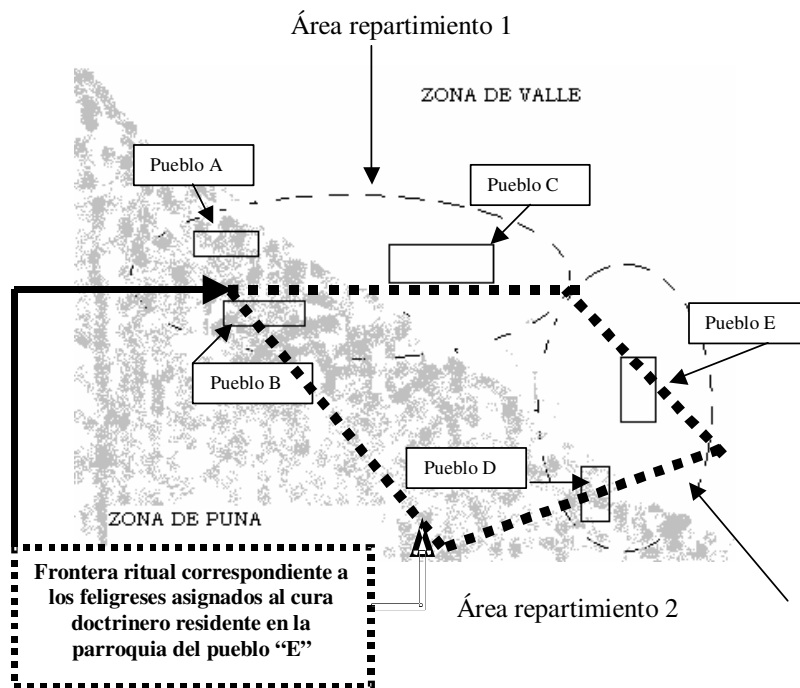 Área repartimiento 1
ZONA DE VALLE
Pueblo A
Pueblo C
Pueblo E
Pueblo B
Pueblo D
ZONA DE PUNA
Frontera ritual correspondiente a
los feligreses asignados al cura
doctrinero residente en la
parroquia del pueblo “E”
Área repartimiento 2